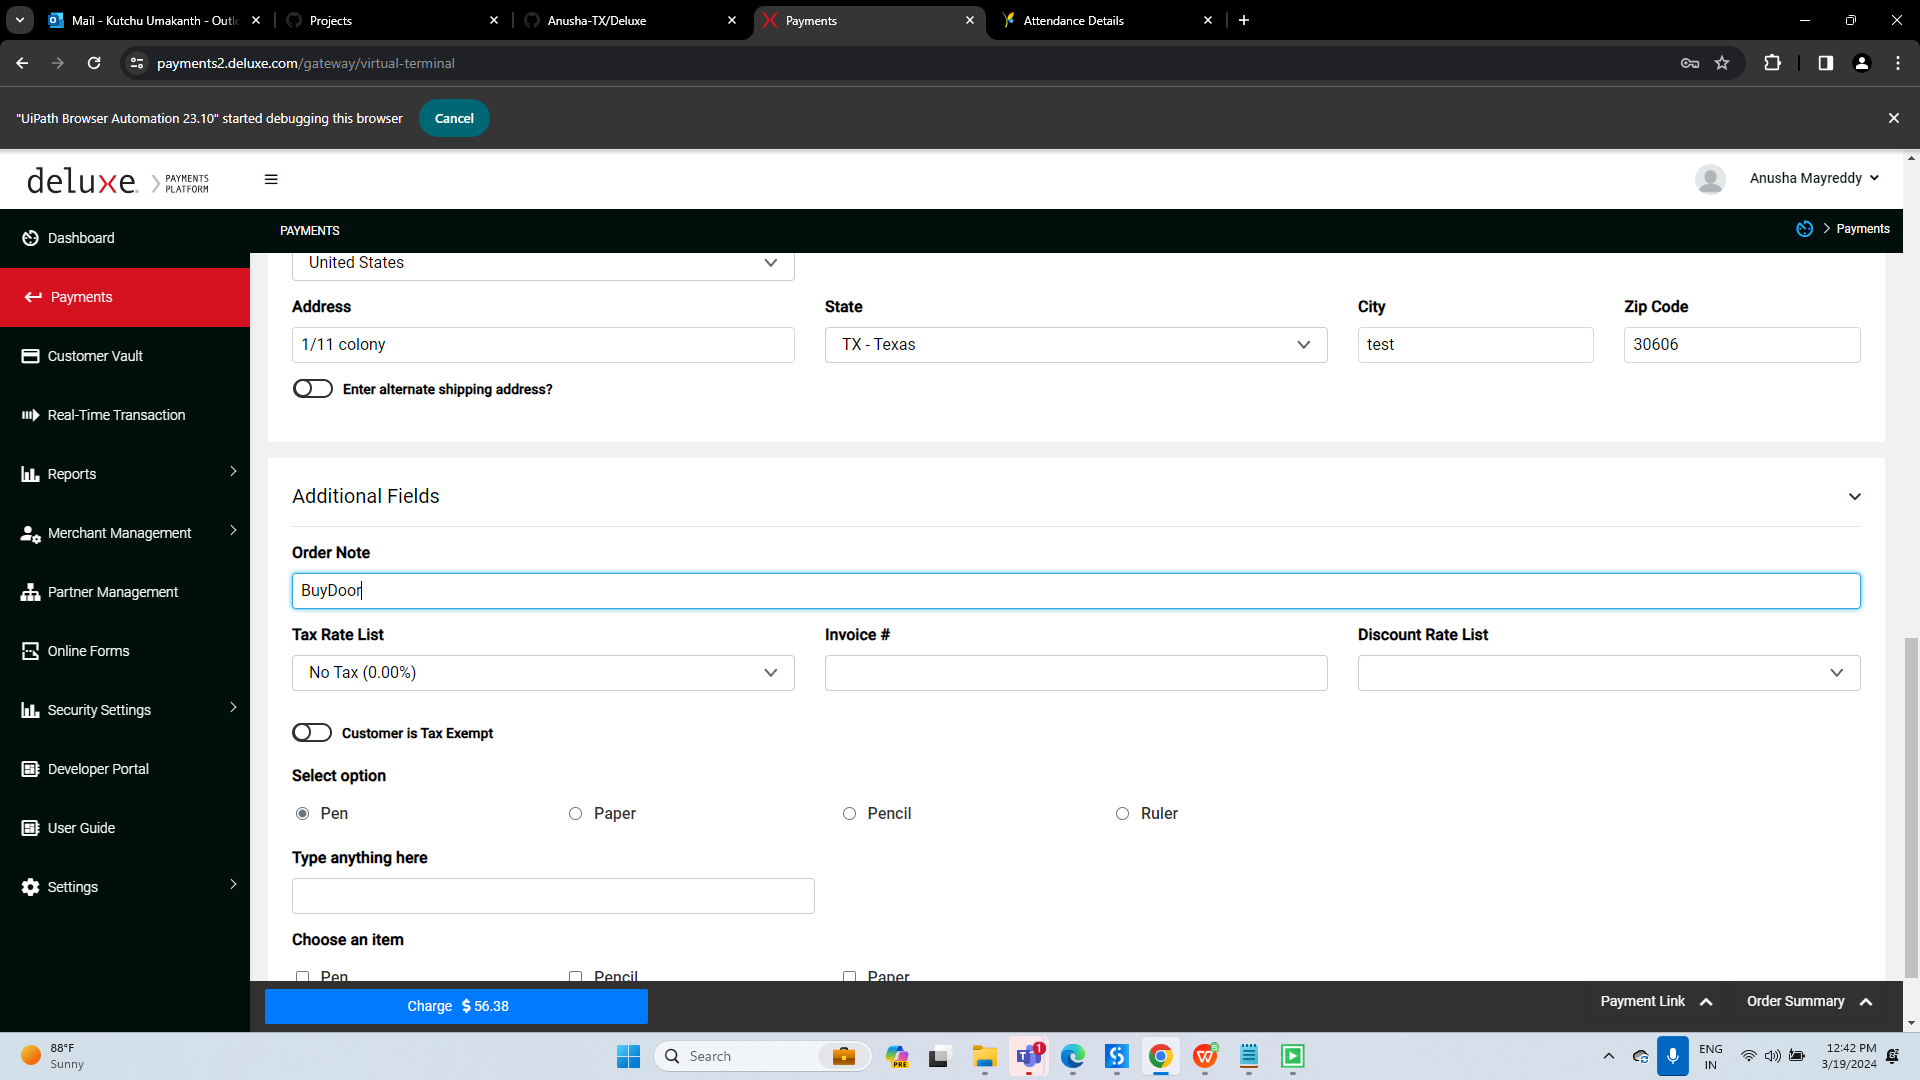 Mail - Kutchu Umakanth - Outl
Projects
Anusha-TX/Deluxe
Payments
Attendance Details
payments2.deluxe.com/gateway/virtual-terminal
"UiPath Browser Automation 23.10" started debugging this browser
Cancel
deluxe. PAYMENTS PLATFORM
Anusha Mayreddy
Dashboard
PAYMENTS
Payments
Payments
Customer Vault
Real-Time Transaction
Reports
Merchant Management
Partner Management
Online Forms
Security Settings
Developer Portal
User Guide
Settings
United States
Address
State
City
Zip Code
1/11 colony
TX - Texas
test
30606
Enter alternate shipping address?
Additional Fields
Order Note
BuyDoor
Tax Rate List
Invoice #
Discount Rate List
No Tax (0.00%)
Customer is Tax Exempt
Select option
Pen
Paper
Pencil
Ruler
Type anything here
Choose an item
Pen
Pencil
Paper
Charge $ 56.38
Payment Link
Order Summary
88°F
Sunny
Search
PRE
1
ENG
IN
12:42 PM
3/19/2024